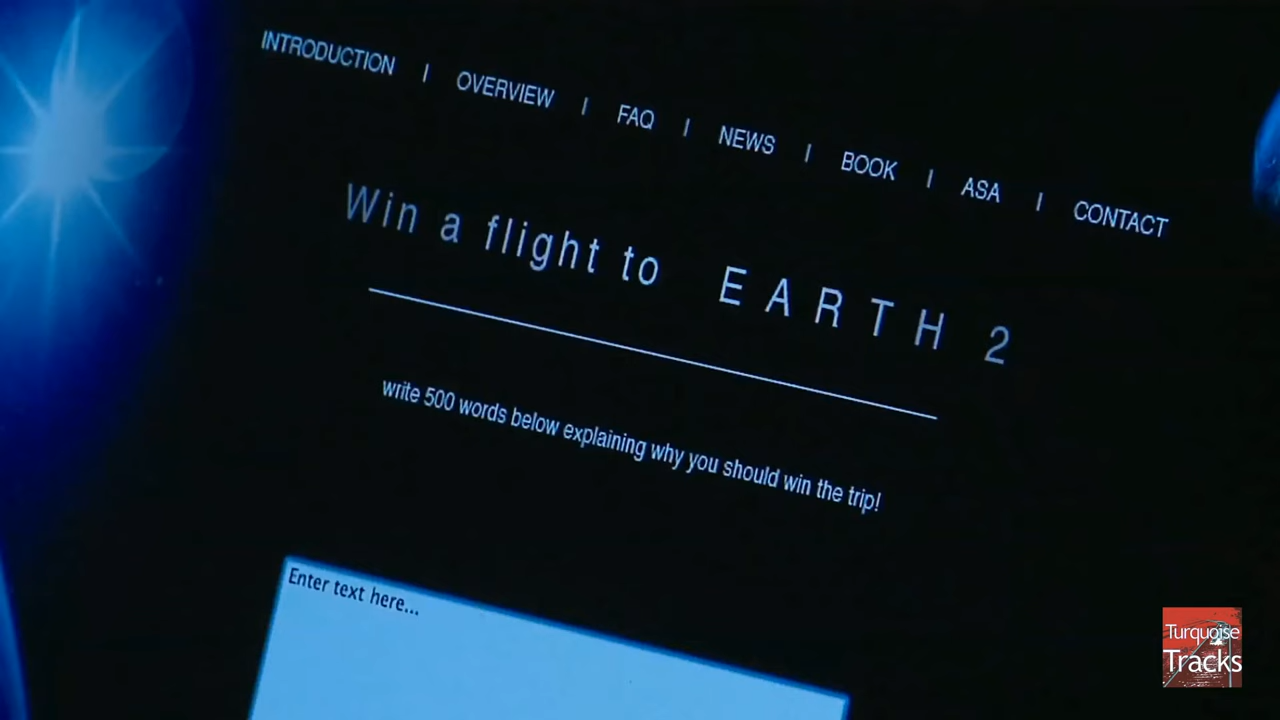 INTRODUCTION | OVERVIEW | FAQ | NEWS | BOOK | ASA | CONTACT
Win a flight to EARTH 2
write 500 words below explaining why you should win the trip!
Enter text here...
Turquoise
Tracks